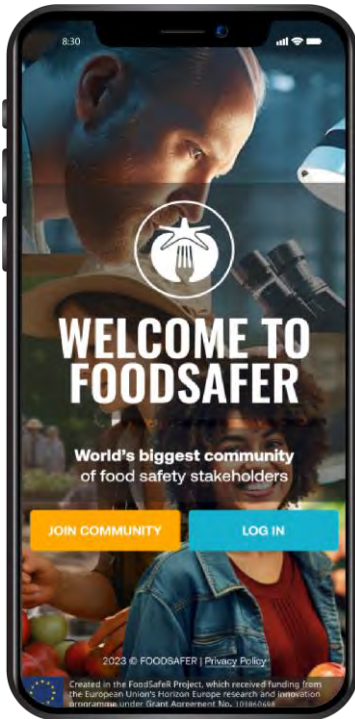 8:30
WELCOME TO
FOODSAFER
World's biggest community
of food safety stakeholders
JOIN COMMUNITY
LOG IN
2023 © FOODSAFER | Privacy Policy
Created in the FoodSafeR Project, which received funding from
the European Union's Horizon Europe research and innovation
programme under Grant Agreement No. 101060698